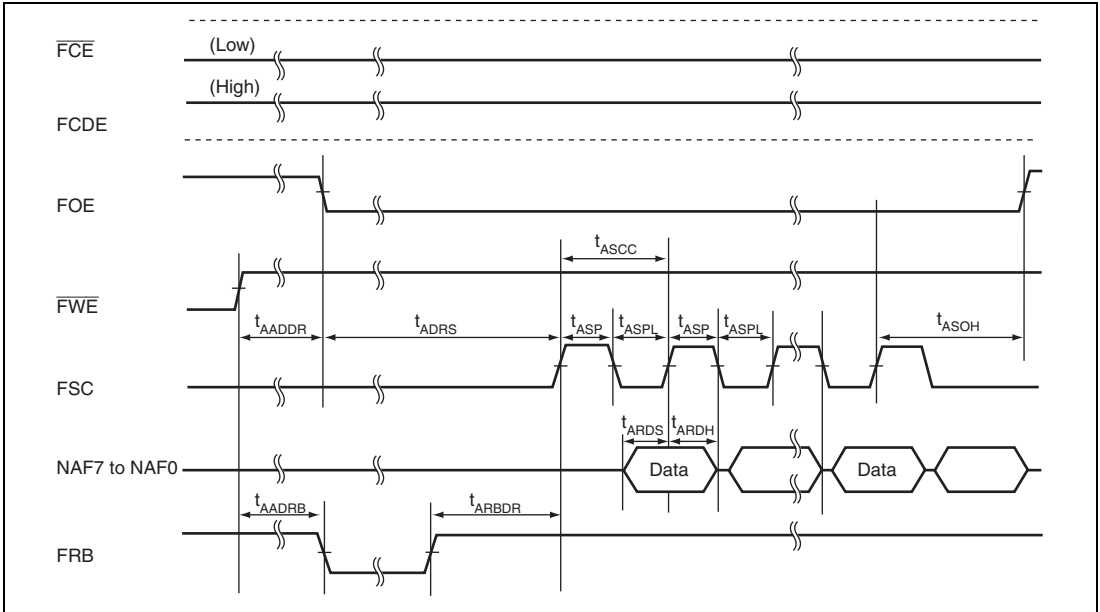 FCE
(Low)
(High)
FCDE
FOE
tASCC
FWE
tAADDR
tADRS
tASP
tASPL
tASP
tASPL
tASOH
FSC
tARDS
tARDH
NAF7 to NAF0
Data
Data
tAADRB
tARBDR
FRB